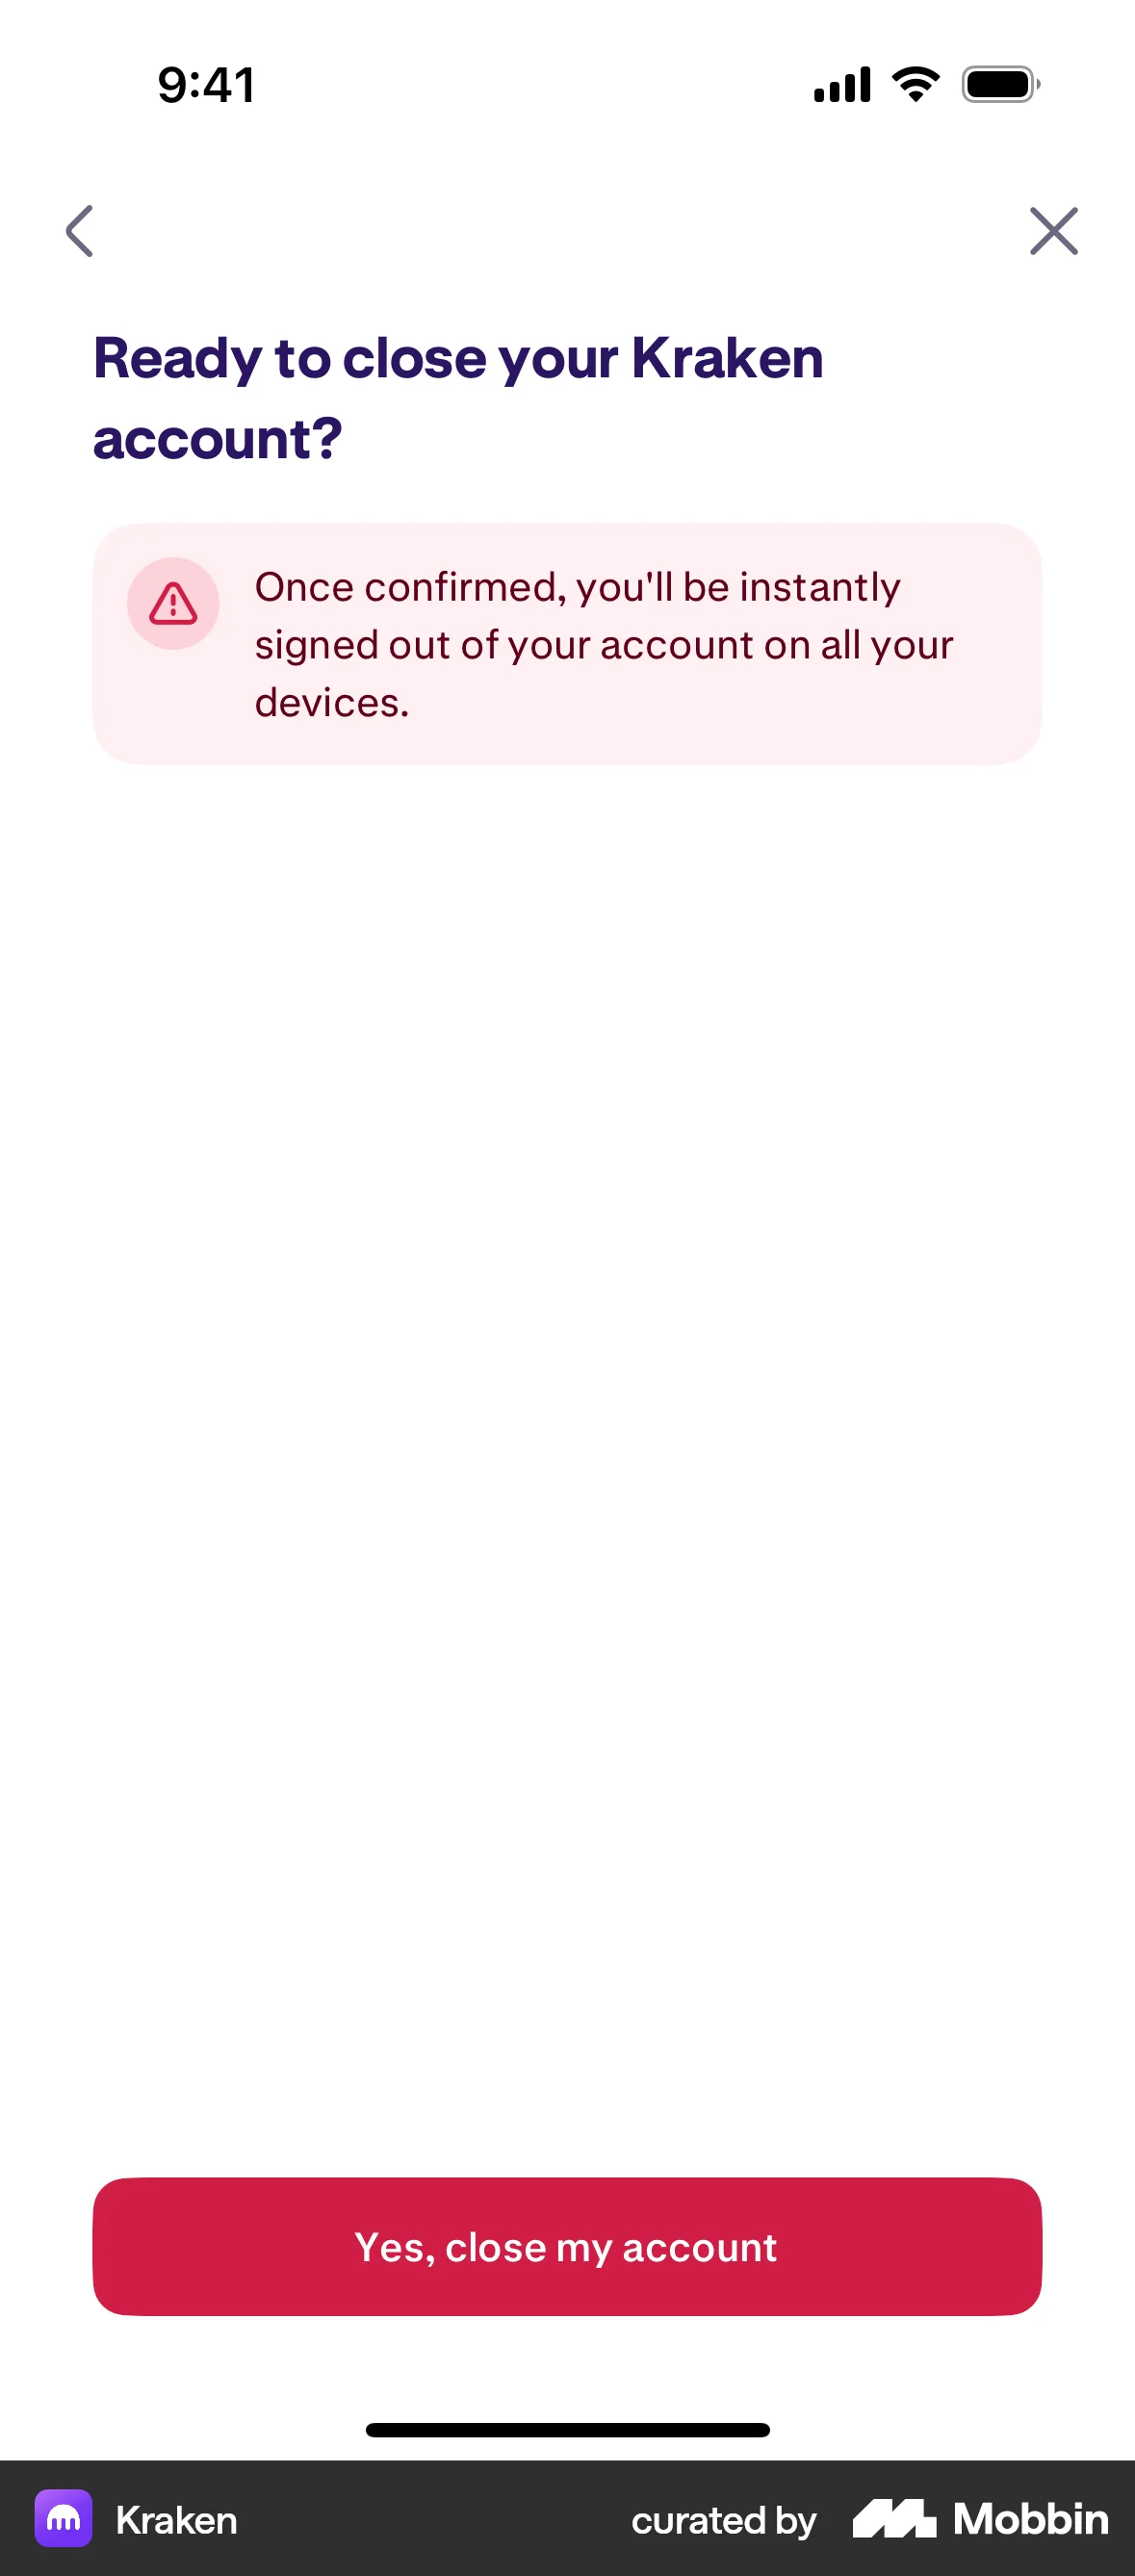 9:41
Ready to close your Kraken
account?
Once confirmed, you'll be instantly
signed out of your account on all your
devices.
Yes, close my account
Kraken
curated by Mobbin